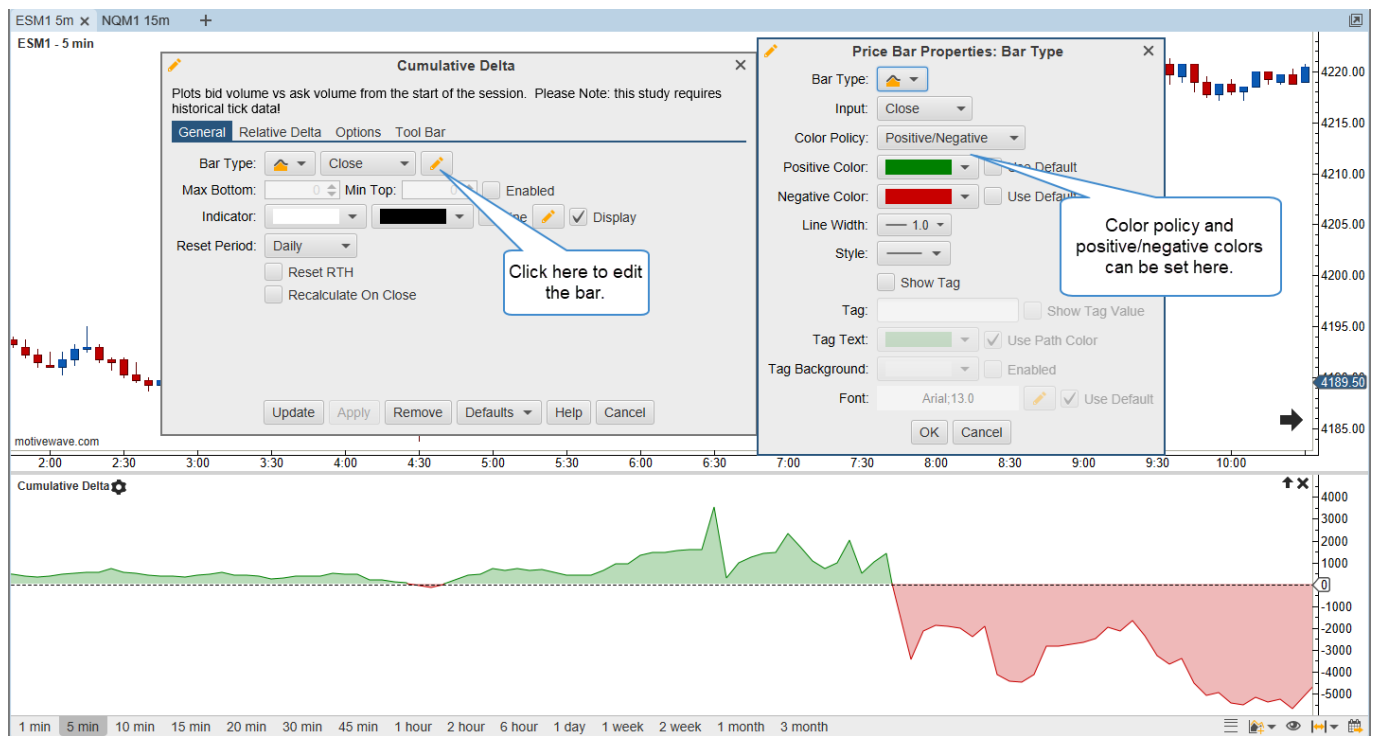 ESM1 5m × NQM1 15m +
ESM1 - 5 min
Cumulative Delta
Plots bid volume vs ask volume from the start of the session. Please Note: this study requires
historical tick data!
General Relative Delta Options Tool Bar
Bar Type: Close
Max Bottom: 0 Min Top: Enabled
Indicator: Display
Reset Period: Daily
Reset RTH
Recalculate On Close
Update Apply Remove Defaults Help Cancel
Click here to edit
the bar.
Price Bar Properties: Bar Type
Bar Type:
Input: Close
Color Policy: Positive/Negative
Positive Color: Use Default
Negative Color: Use Default
Line Width: 1.0
Style:
Show Tag
Tag: Show Tag Value
Tag Text: Use Path Color
Tag Background: Enabled
Font: Arial;13.0 Use Default
OK Cancel
Color policy and
positive/negative colors
can be set here.
4220.00
4215.00
4210.00
4205.00
4200.00
4195.00
4189.50
4185.00
motivewave.com
2:00 2:30 3:00 3:30 4:00 4:30 5:00 5:30 6:00 6:30 7:00 7:30 8:00 8:30 9:00 9:30 10:00
Cumulative Delta
4000
3000
2000
1000
0
-1000
-2000
-3000
-4000
-5000
1 min 5 min 10 min 15 min 20 min 30 min 45 min 1 hour 2 hour 6 hour 1 day 1 week 2 week 1 month 3 month